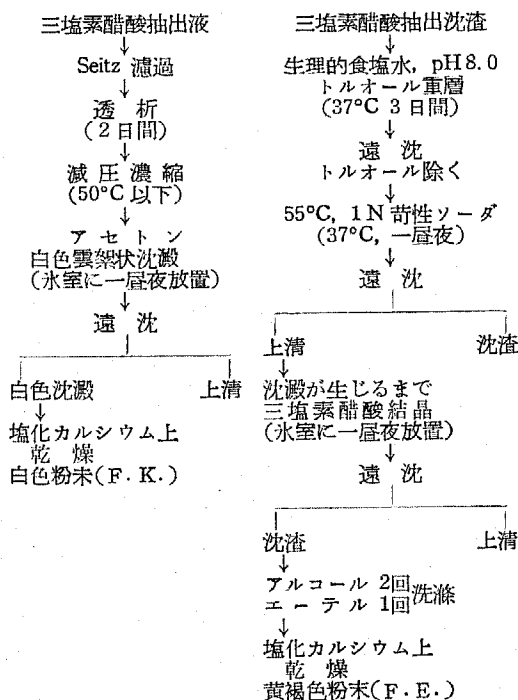 三塩素醋酸抽出液
Seitz 濾過
透析
(2日間)
減圧濃縮
(50°C 以下)
アセトン
白色雲架状沈澱
(氷室に一昼夜放置)
遠沈
白色沈澱
上清
塩化カルシウム上
乾燥
白色粉末(F.K.)
三塩素醋酸抽出沈渣
生理的食塩水, pH8.0
トルオール重層
(37°C 3日間)
遠沈
トルオール除く
55°C, 1N 苛性ソーダ
(37°C, 一昼夜)
遠沈
上清
沈渣
沈澱が生じるまで
三塩素醋酸結晶
(氷室に一昼夜放置)
遠沈
沈渣
上清
アルコール 2回
エーテル 1回
洗滌
塩化カルシウム上
乾燥
黄褐色粉末(F.E.)